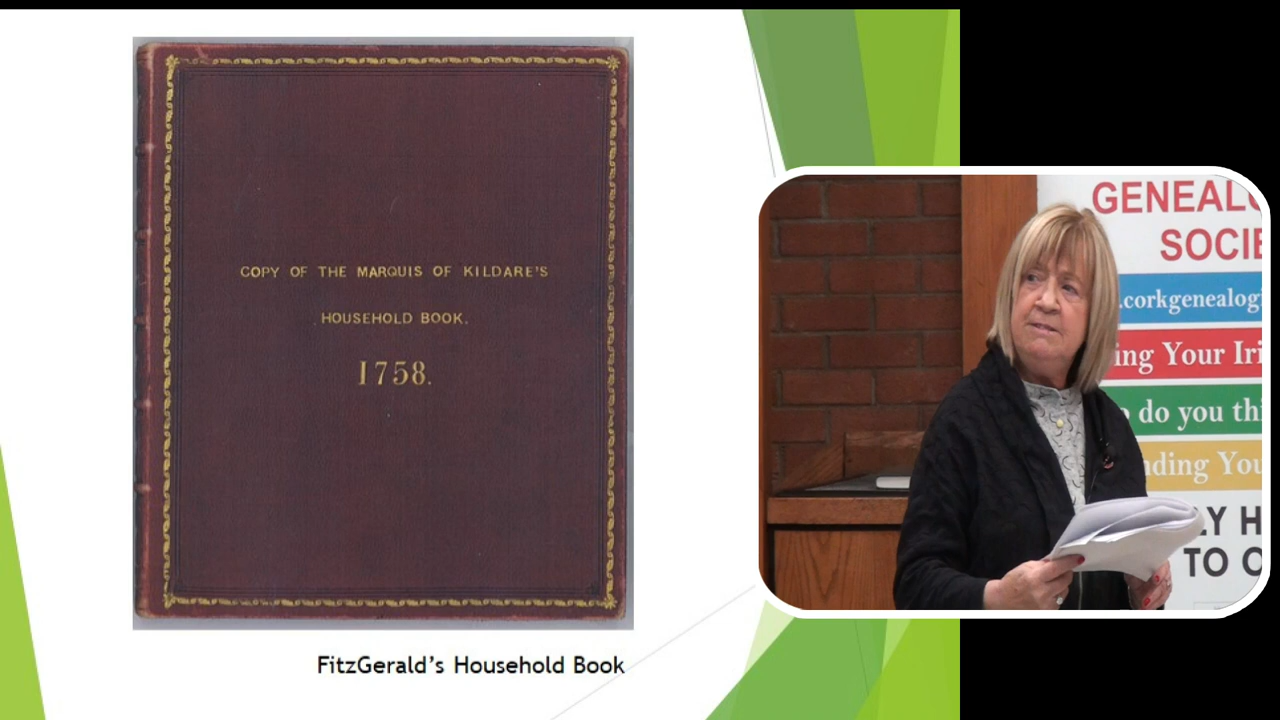 COPY OF THE MARQUIS OF KILDARE'S
HOUSEHOLD BOOK.
1758.
FitzGerald's Household Book
GENEAL
SOCIE
.corkgenealog
ing Your Iri
do you thi
nding You
LY H
TO C